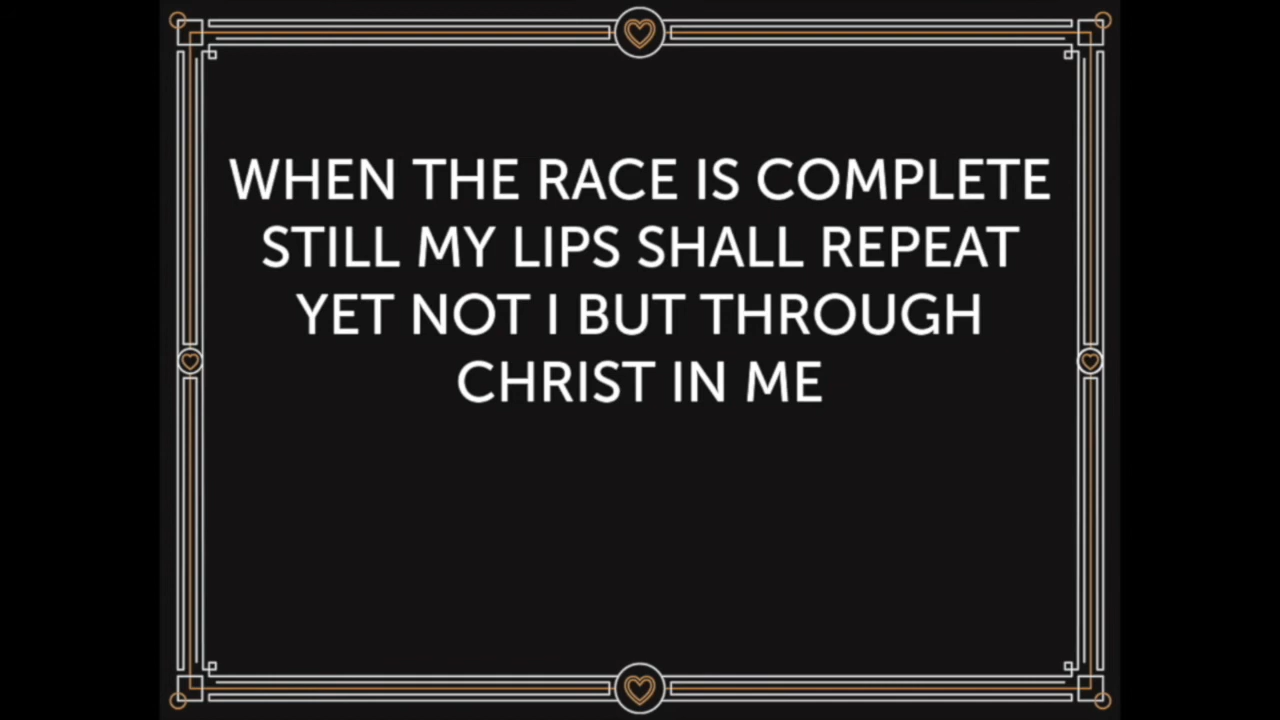 WHEN THE RACE IS COMPLETE
STILL MY LIPS SHALL REPEAT
YET NOT I BUT THROUGH
CHRIST IN ME